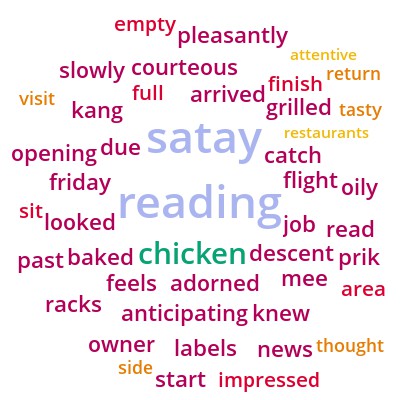 empty
pleasantly
attentive
slowly courteous
return
visit
full
arrived
finish
kang
grilled
tasty
satay
restaurants
opening due
catch
friday
flight
oily
reading
sit
looked
job
read
past baked
chicken
descent
prik
feels
adorned
mee
area
racks
anticipating
knew
owner
labels
news
thought
side
start
impressed